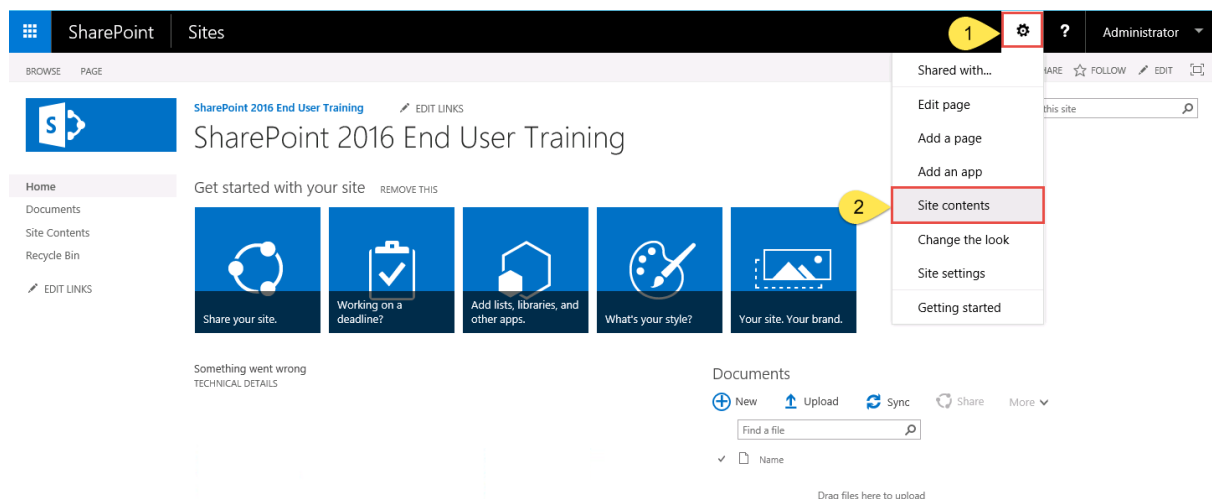 SharePoint
Sites
1
?
Administrator
BROWSE PAGE
HARE FOLLOW EDIT
S
SharePoint 2016 End User Training
EDIT LINKS
this site
SharePoint 2016 End User Training
Home
Documents
Site Contents
Recycle Bin
EDIT LINKS
Get started with your site REMOVE THIS
Share your site.
Working on a
deadline?
Add lists, libraries, and
other apps.
What's your style?
Your site. Your brand.
Shared with...
Edit page
Add a page
Add an app
2
Site contents
Change the look
Site settings
Getting started
Something went wrong
TECHNICAL DETAILS
Documents
New Upload Sync Share More
Find a file
Name
Drag files here to upload